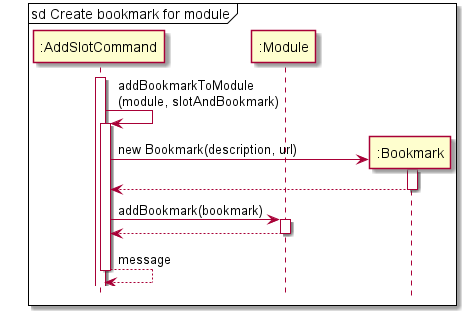 sd Create bookmark for module
:AddSlotCommand
:Module
addBookmarkToModule
(module, slotAndBookmark)
new Bookmark(description, url)
:Bookmark
addBookmark(bookmark)
message